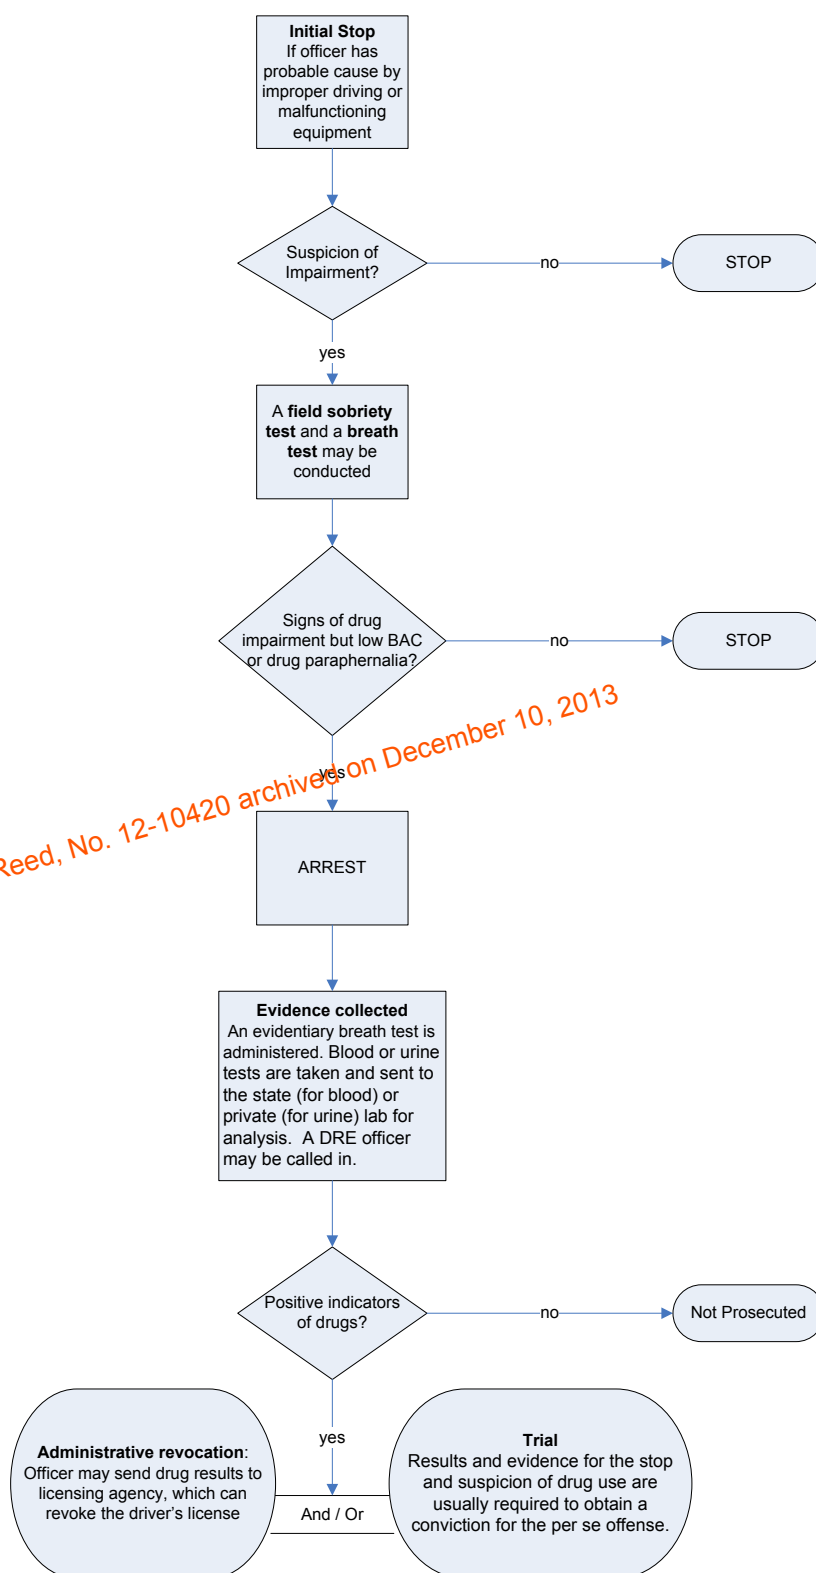 Initial Stop
If officer has
probable cause by
improper driving or
malfunctioning
equipment
Suspicion of
Impairment?
no
STOP
yes
A field sobriety
test and a breath
test may be
conducted
Signs of drug
impairment but low BAC
or drug paraphernalia?
no
STOP
yes
Reed, No. 12-10420 archived on December 10, 2013
ARREST
Evidence collected
An evidentiary breath test is
administered. Blood or urine
tests are taken and sent to
the state (for blood) or
private (for urine) lab for
analysis. A DRE officer
may be called in.
Positive indicators
of drugs?
no
Not Prosecuted
yes
Administrative revocation:
Officer may send drug results to
licensing agency, which can
revoke the driver's license
And / Or
Trial
Results and evidence for the stop
and suspicion of drug use are
usually required to obtain a
conviction for the per se offense.